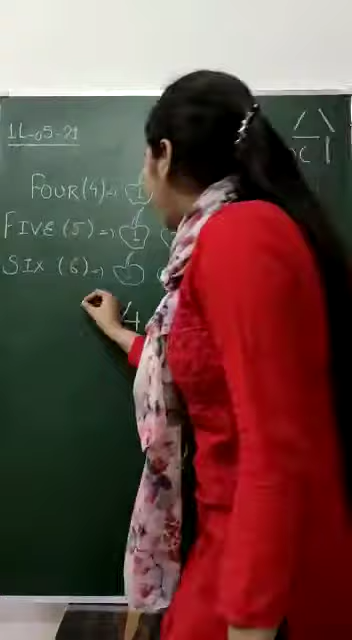 11-05-21
FOUR (4) =
FIVE (5) =>
SIX (6) =>
4